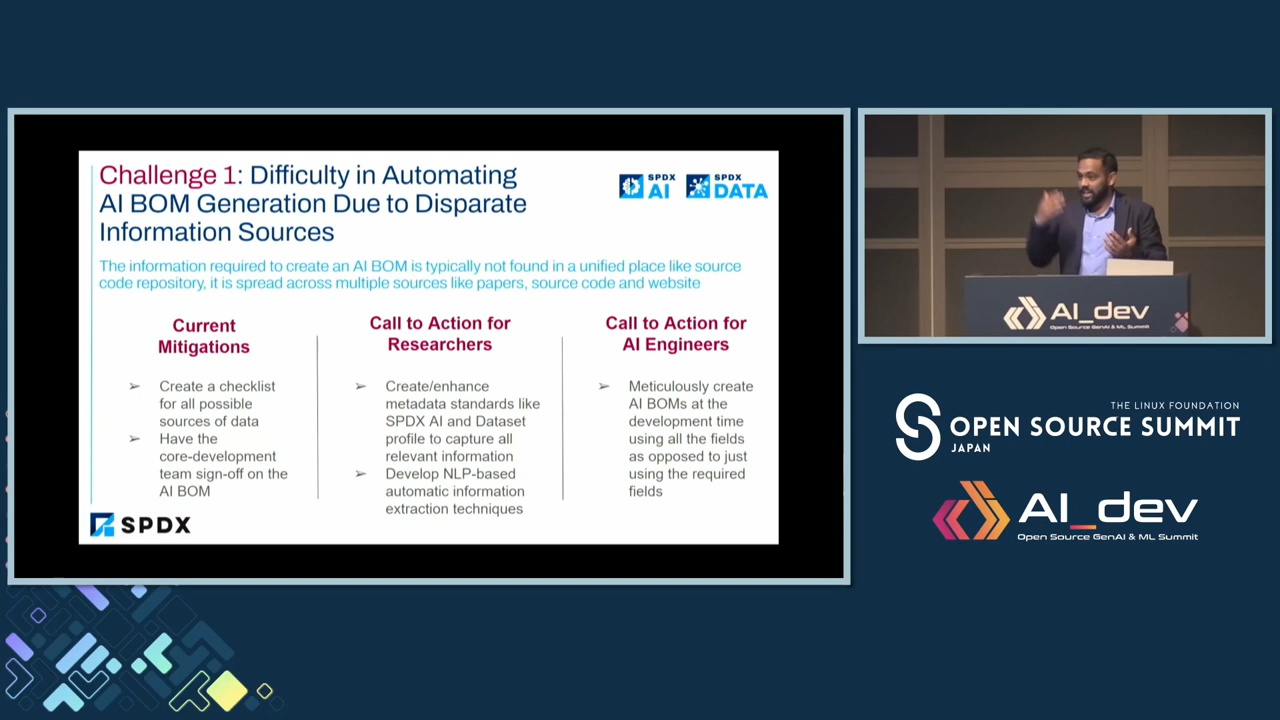 Challenge 1: Difficulty in Automating
AI BOM Generation Due to Disparate
Information Sources
SPDX
AI
SPDX
DATA
The information required to create an AI BOM is typically not found in a unified place like source
code repository, it is spread across multiple sources like papers, source code and website
Current
Mitigations
➢ Create a checklist
for all possible
sources of data
➢ Have the
core-development
team sign-off on the
AI BOM
Call to Action for
Researchers
➢ Create/enhance
metadata standards like
SPDX AI and Dataset
profile to capture all
relevant information
➢ Develop NLP-based
automatic information
extraction techniques
Call to Action for
AI Engineers
➢ Meticulously create
AI BOMs at the
development time
using all the fields
as opposed to just
using the required
fields
SPDX
AI_dev
Open Source GenAI & ML Summit
THE LINUX FOUNDATION
OPEN SOURCE SUMMIT
JAPAN
AI_dev
Open Source GenAI & ML Summit